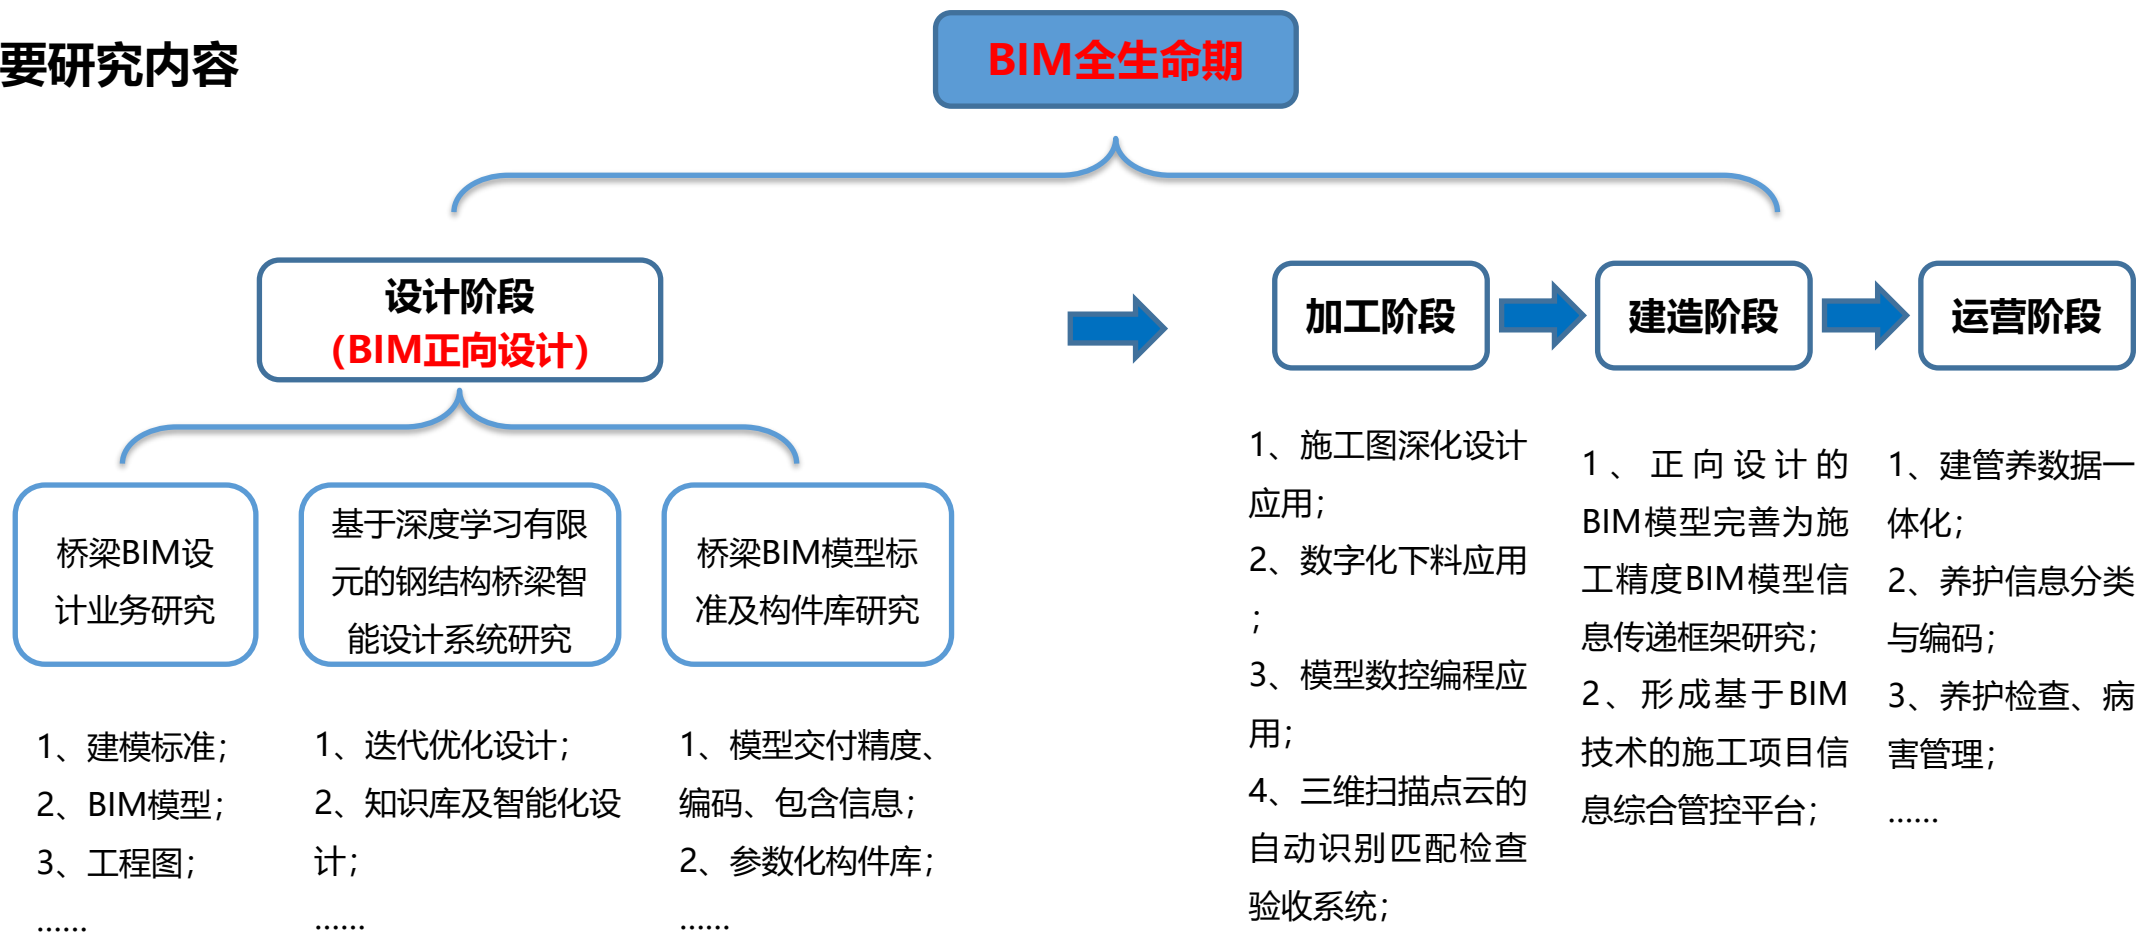 要研究内容
BIM全生命期
设计阶段
（BIM正向设计）
加工阶段
建造阶段
运营阶段
桥梁BIM设
计业务研究
基于深度学习有限
元的钢结构桥梁智
能设计系统研究
桥梁BIM模型标
准及构件库研究
1、建模标准；
2、BIM模型；
3、工程图；
……
1、迭代优化设计；
2、知识库及智能化设
计；
……
1、模型交付精度、
编码、包含信息；
2、参数化构件库；
……
1、施工图深化设计
应用；
2、数字化下料应用
；
3、模型数控编程应
用；
4、三维扫描点云的
自动识别匹配检查
验收系统；
1、正向设计的
BIM模型完善为施
工精度BIM模型信
息传递框架研究；
2、形成基于BIM
技术的施工项目信
息综合管控平台；
1、建管养数据一
体化；
2、养护信息分类
与编码；
3、养护检查、病
害管理；
……